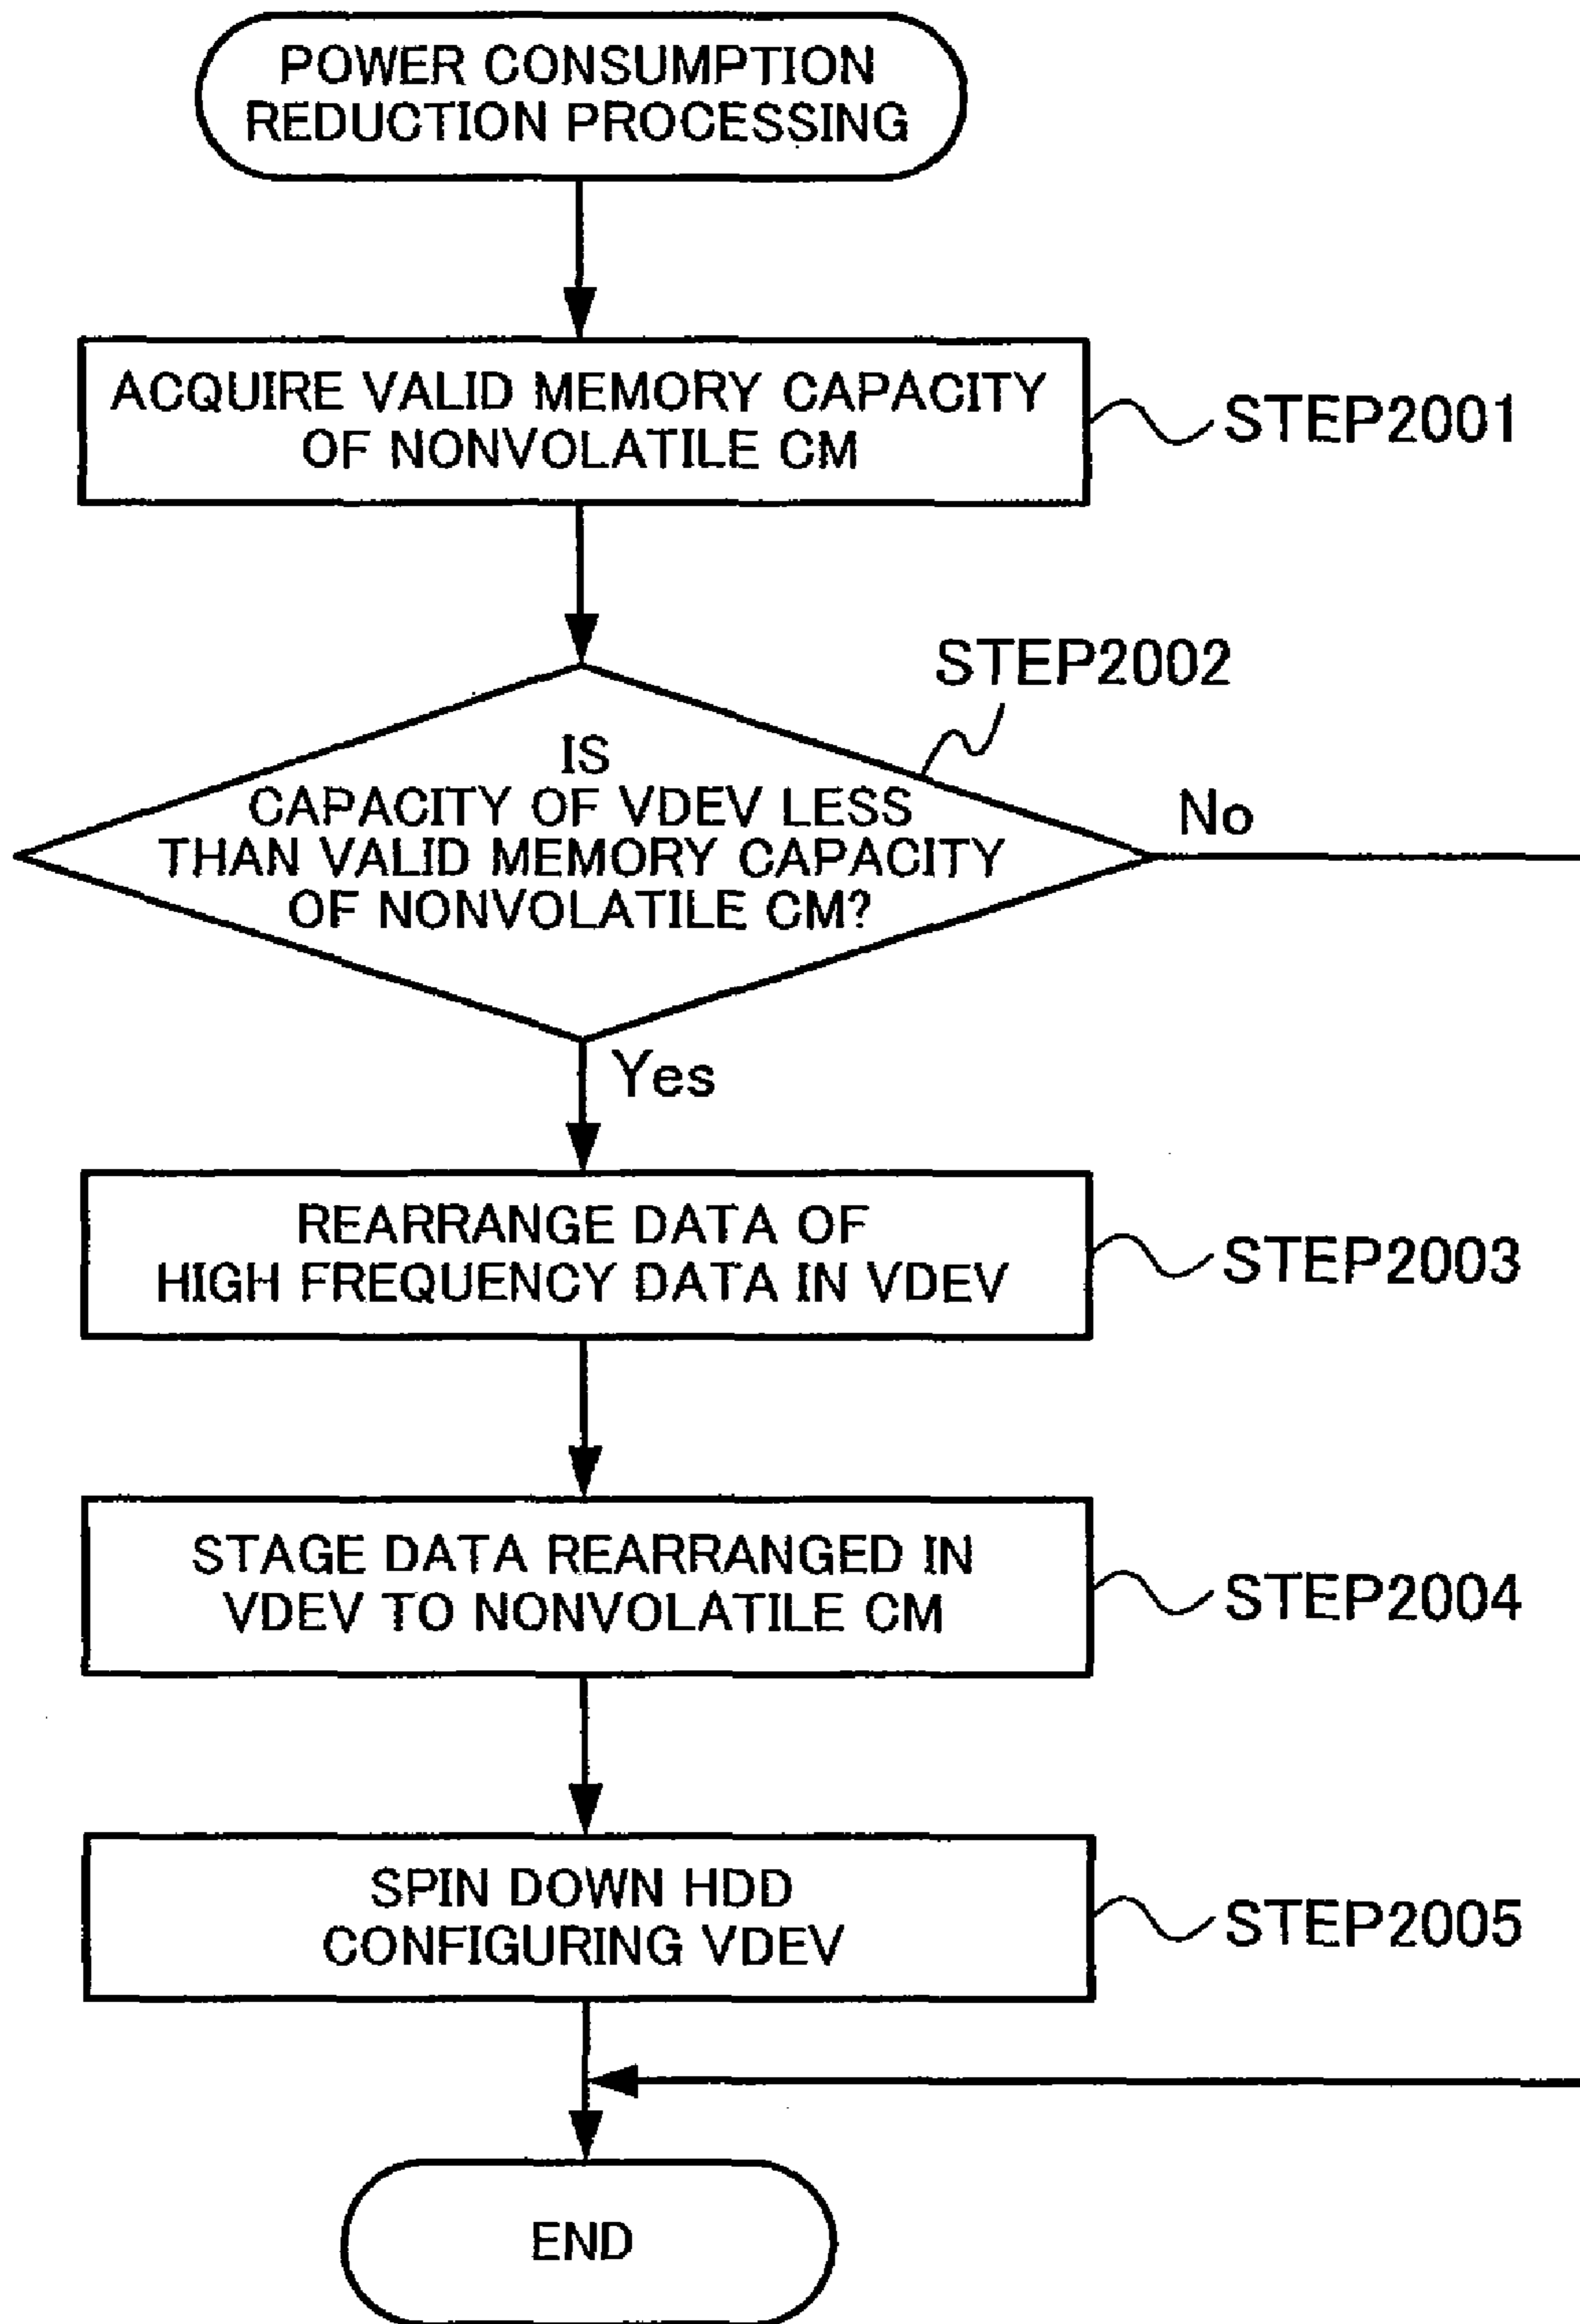 POWER CONSUMPTION
REDUCTION PROCESSING
ACQUIRE VALID MEMORY CAPACITY
OF NONVOLATILE CM
STEP2001
STEP2002
IS
CAPACITY OF VDEV LESS
THAN VALID MEMORY CAPACITY
OF NONVOLATILE CM?
No
Yes
REARRANGE DATA OF
HIGH FREQUENCY DATA IN VDEV
STEP2003
STAGE DATA REARRANGED IN
VDEV TO NONVOLATILE CM
STEP2004
SPIN DOWN HDD
CONFIGURING VDEV
STEP2005
END